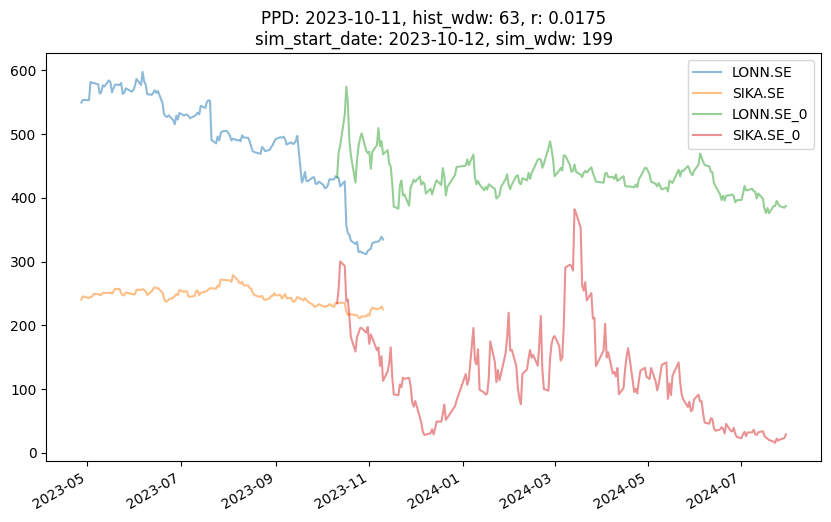 PPD: 2023-10-11, hist_wdw: 63, r: 0.0175
sim_start_date: 2023-10-12, sim_wdw: 199
LONN.SE
SIKA.SE
LONN.SE_0
SIKA.SE_0
600
500
400
300
200
100
0
2023-05
2023-07
2023-09
2023-11
2024-01
2024-03
2024-05
2024-07